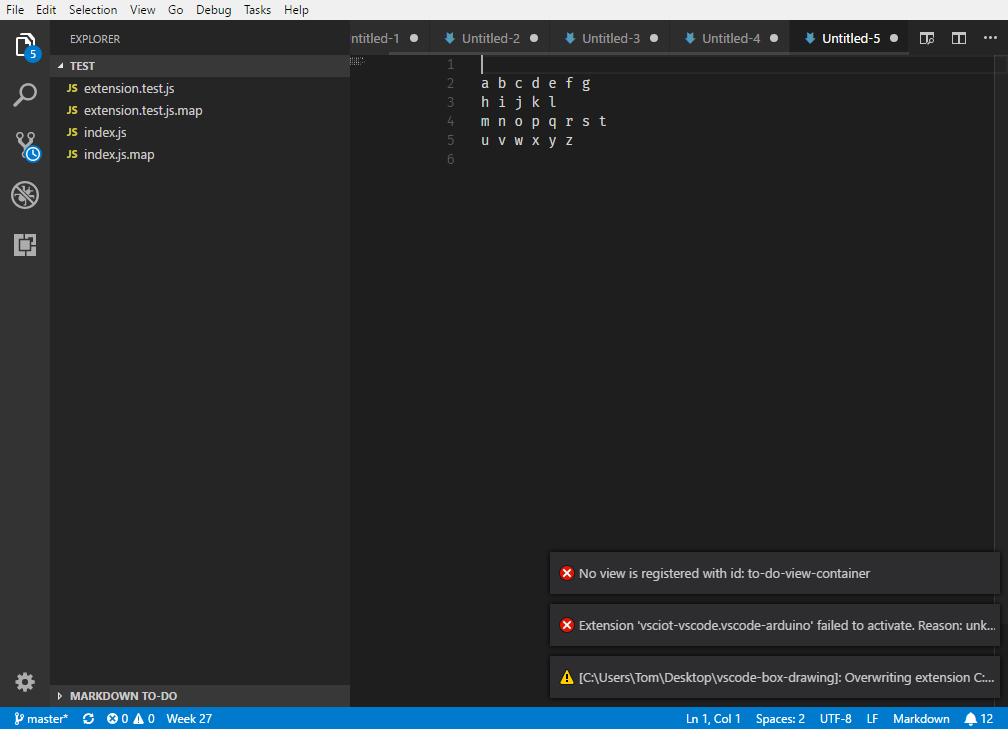 File Edit Selection View Go Debug Tasks Help
5
EXPLORER
ntitled-1 Untitled-2 Untitled-3 Untitled-4 Untitled-5
TEST
JS extension.test.js
JS extension.test.js.map
JS index.js
JS index.js.map
1
2 a b c d e f g
3 h i j k l
4 m n o p q r s t
5 u v w x y z
6
No view is registered with id: to-do-view-container
Extension 'vsciot-vscode.vscode-arduino' failed to activate. Reason: unk...
[C:\Users\Tom\Desktop\vscode-box-drawing]: Overwriting extension C:...
MARKDOWN TO-DO
master* 0 0 Week 27 Ln 1, Col 1 Spaces: 2 UTF-8 LF Markdown 12